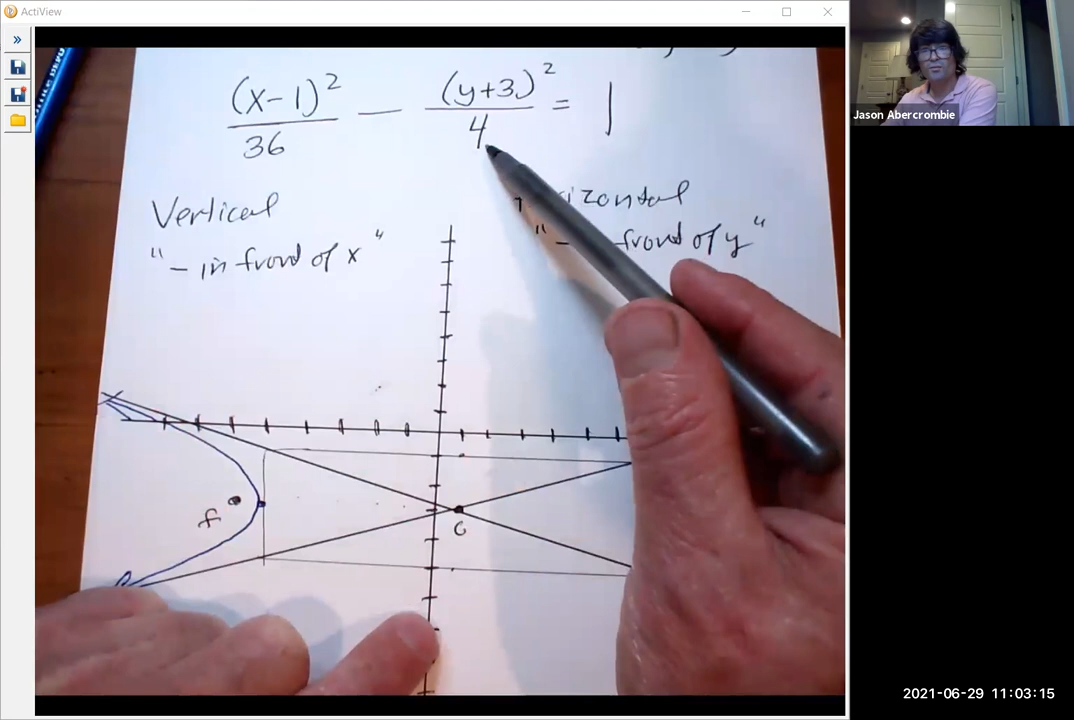 ActiView
(x-1)² / 36 — (y+3)² / 4 = 1
Vertical
"- in front of x"
"- front of y"
f
C
Jason Abercrombie
2021-06-29 11:03:15